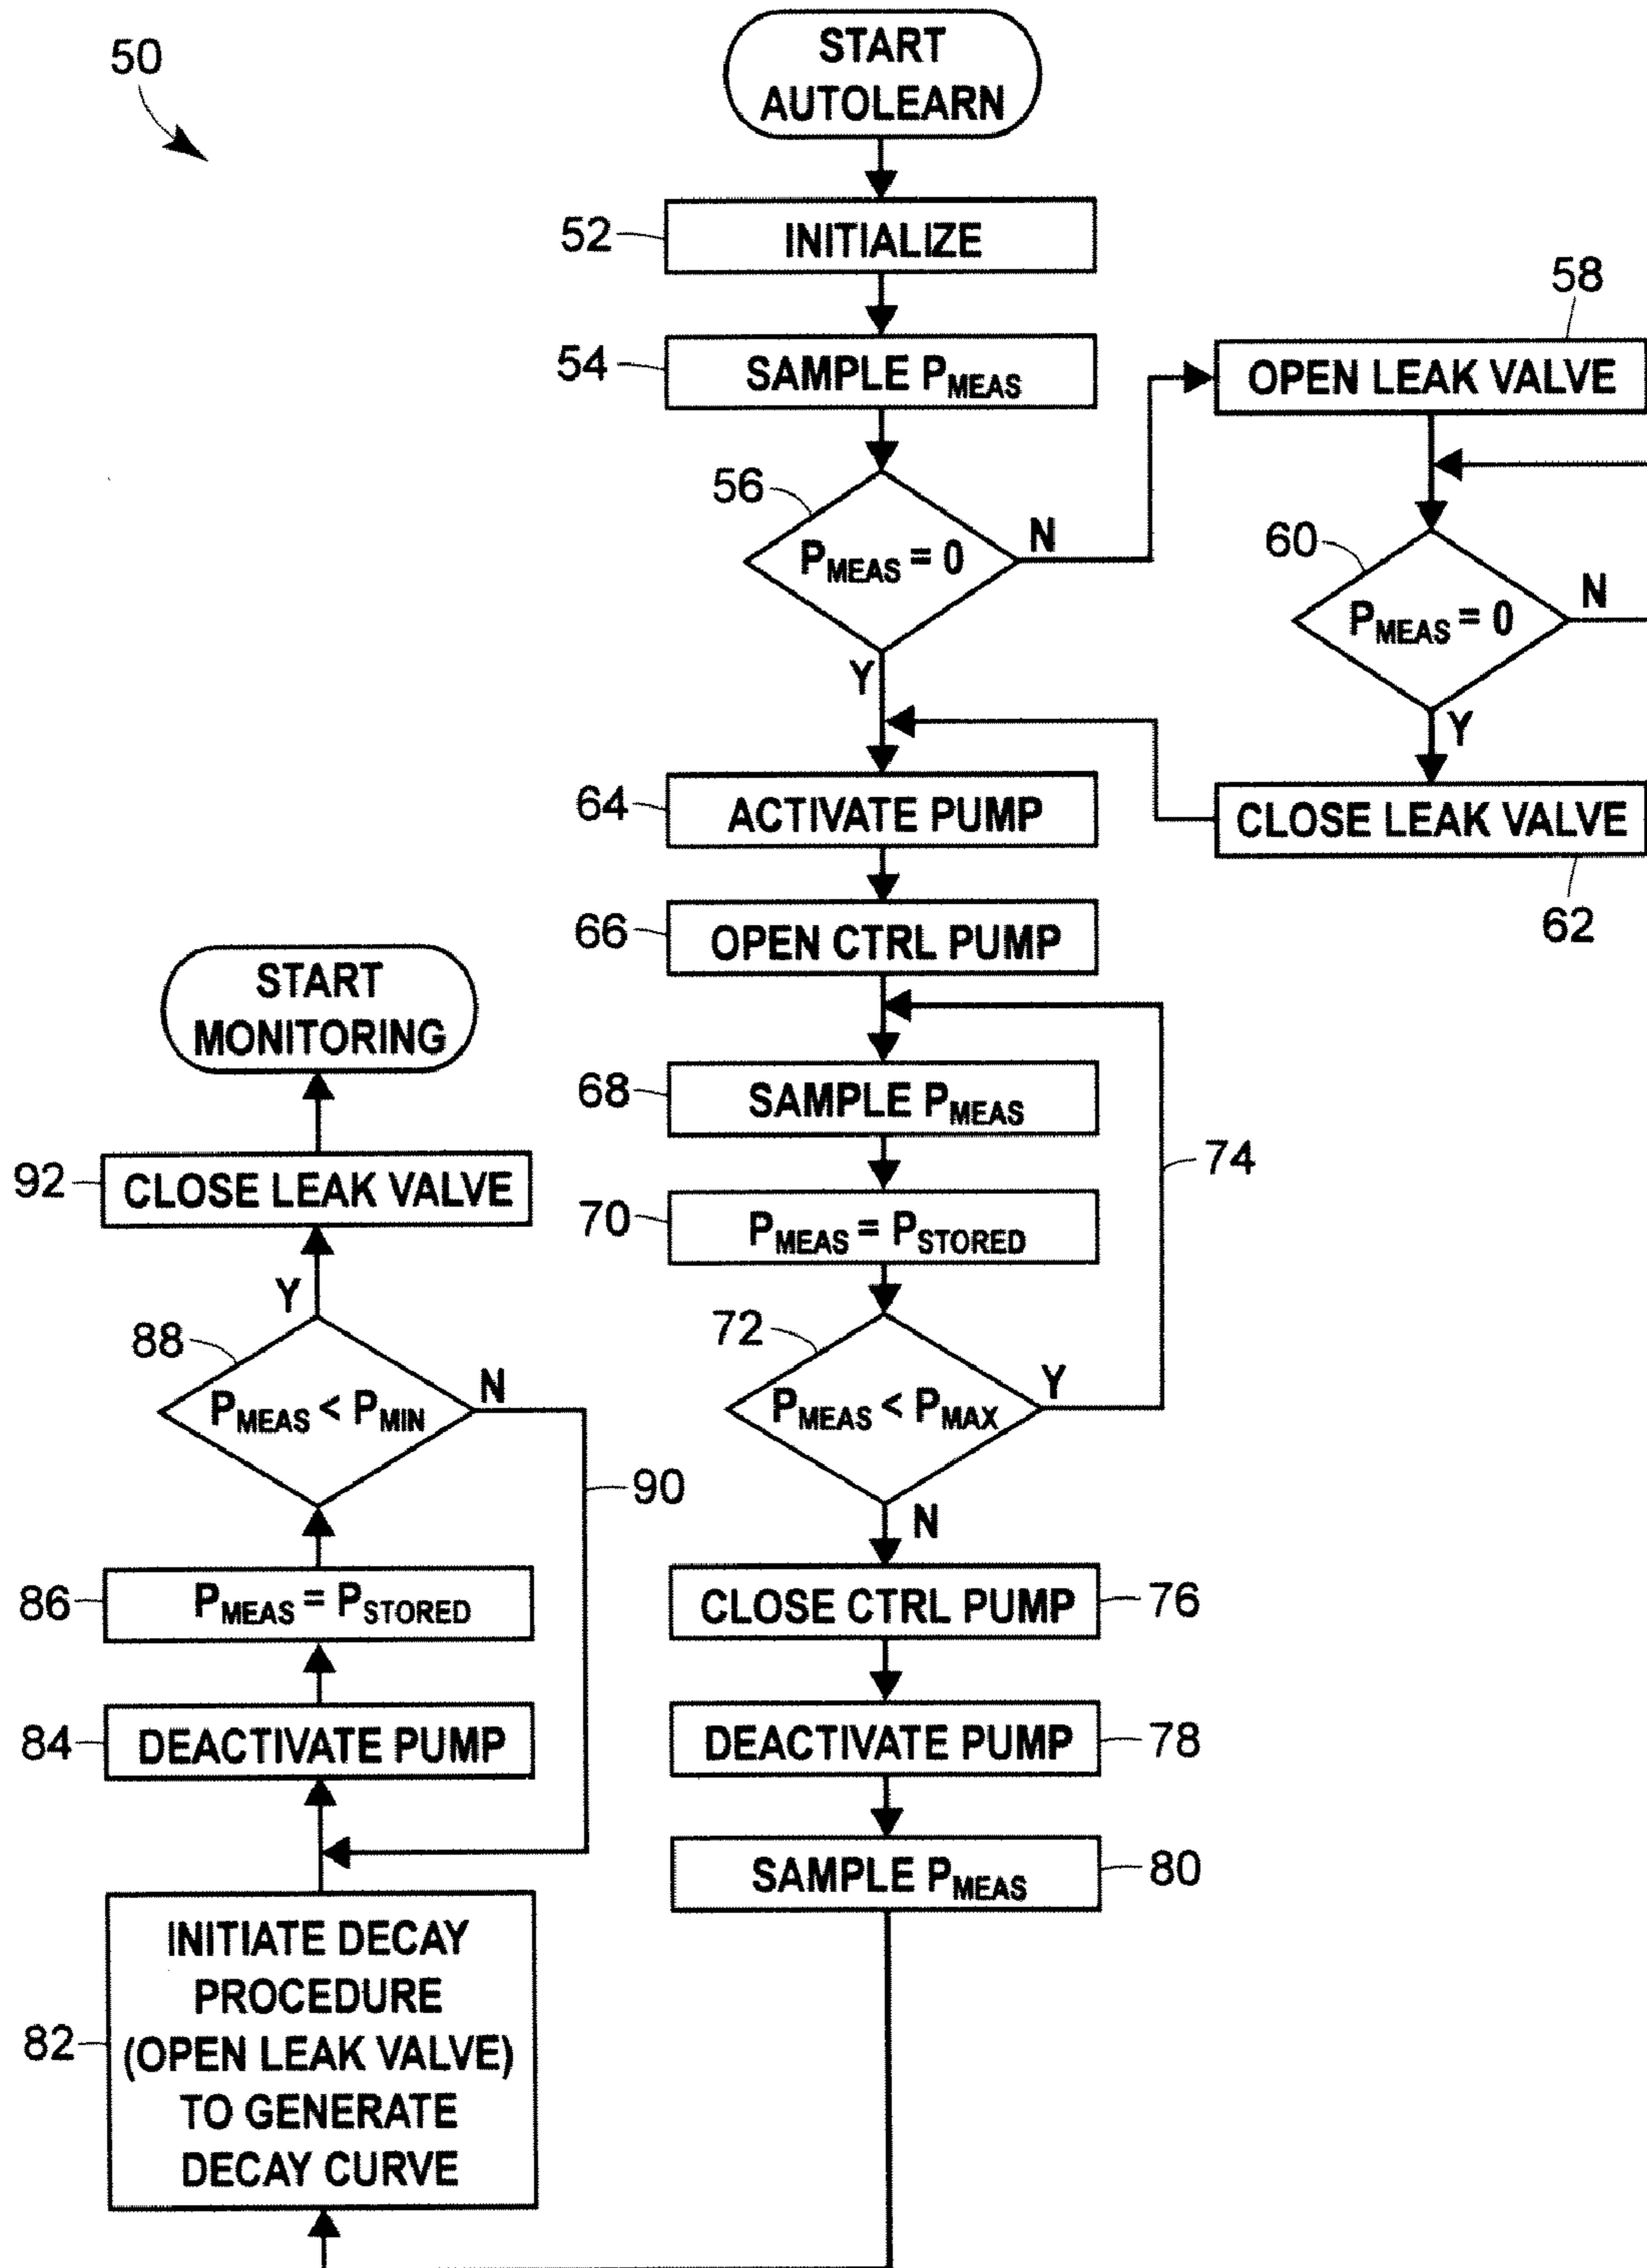 50
START
AUTOLEARN
52
INITIALIZE
54
SAMPLE PMEAS
56
PMEAS = 0
N
Y
58
OPEN LEAK VALVE
60
PMEAS = 0
N
Y
CLOSE LEAK VALVE
62
64
ACTIVATE PUMP
66
OPEN CTRL PUMP
68
SAMPLE PMEAS
74
70
PMEAS = PSTORED
72
PMEAS < PMAX
Y
N
CLOSE CTRL PUMP
76
DEACTIVATE PUMP
78
SAMPLE PMEAS
80
82
INITIATE DECAY
PROCEDURE
(OPEN LEAK VALVE)
TO GENERATE
DECAY CURVE
84
DEACTIVATE PUMP
86
PMEAS = PSTORED
88
PMEAS < PMIN
N
90
Y
92
CLOSE LEAK VALVE
START
MONITORING